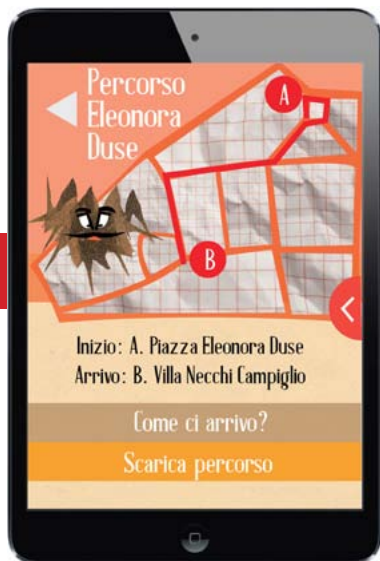 Percorso
Eleonora
Duse
A
B
Inizio: A. Piazza Eleonora Duse
Arrivo: B. Villa Necchi Campiglio
Come ci arrivo?
Scarica percorso